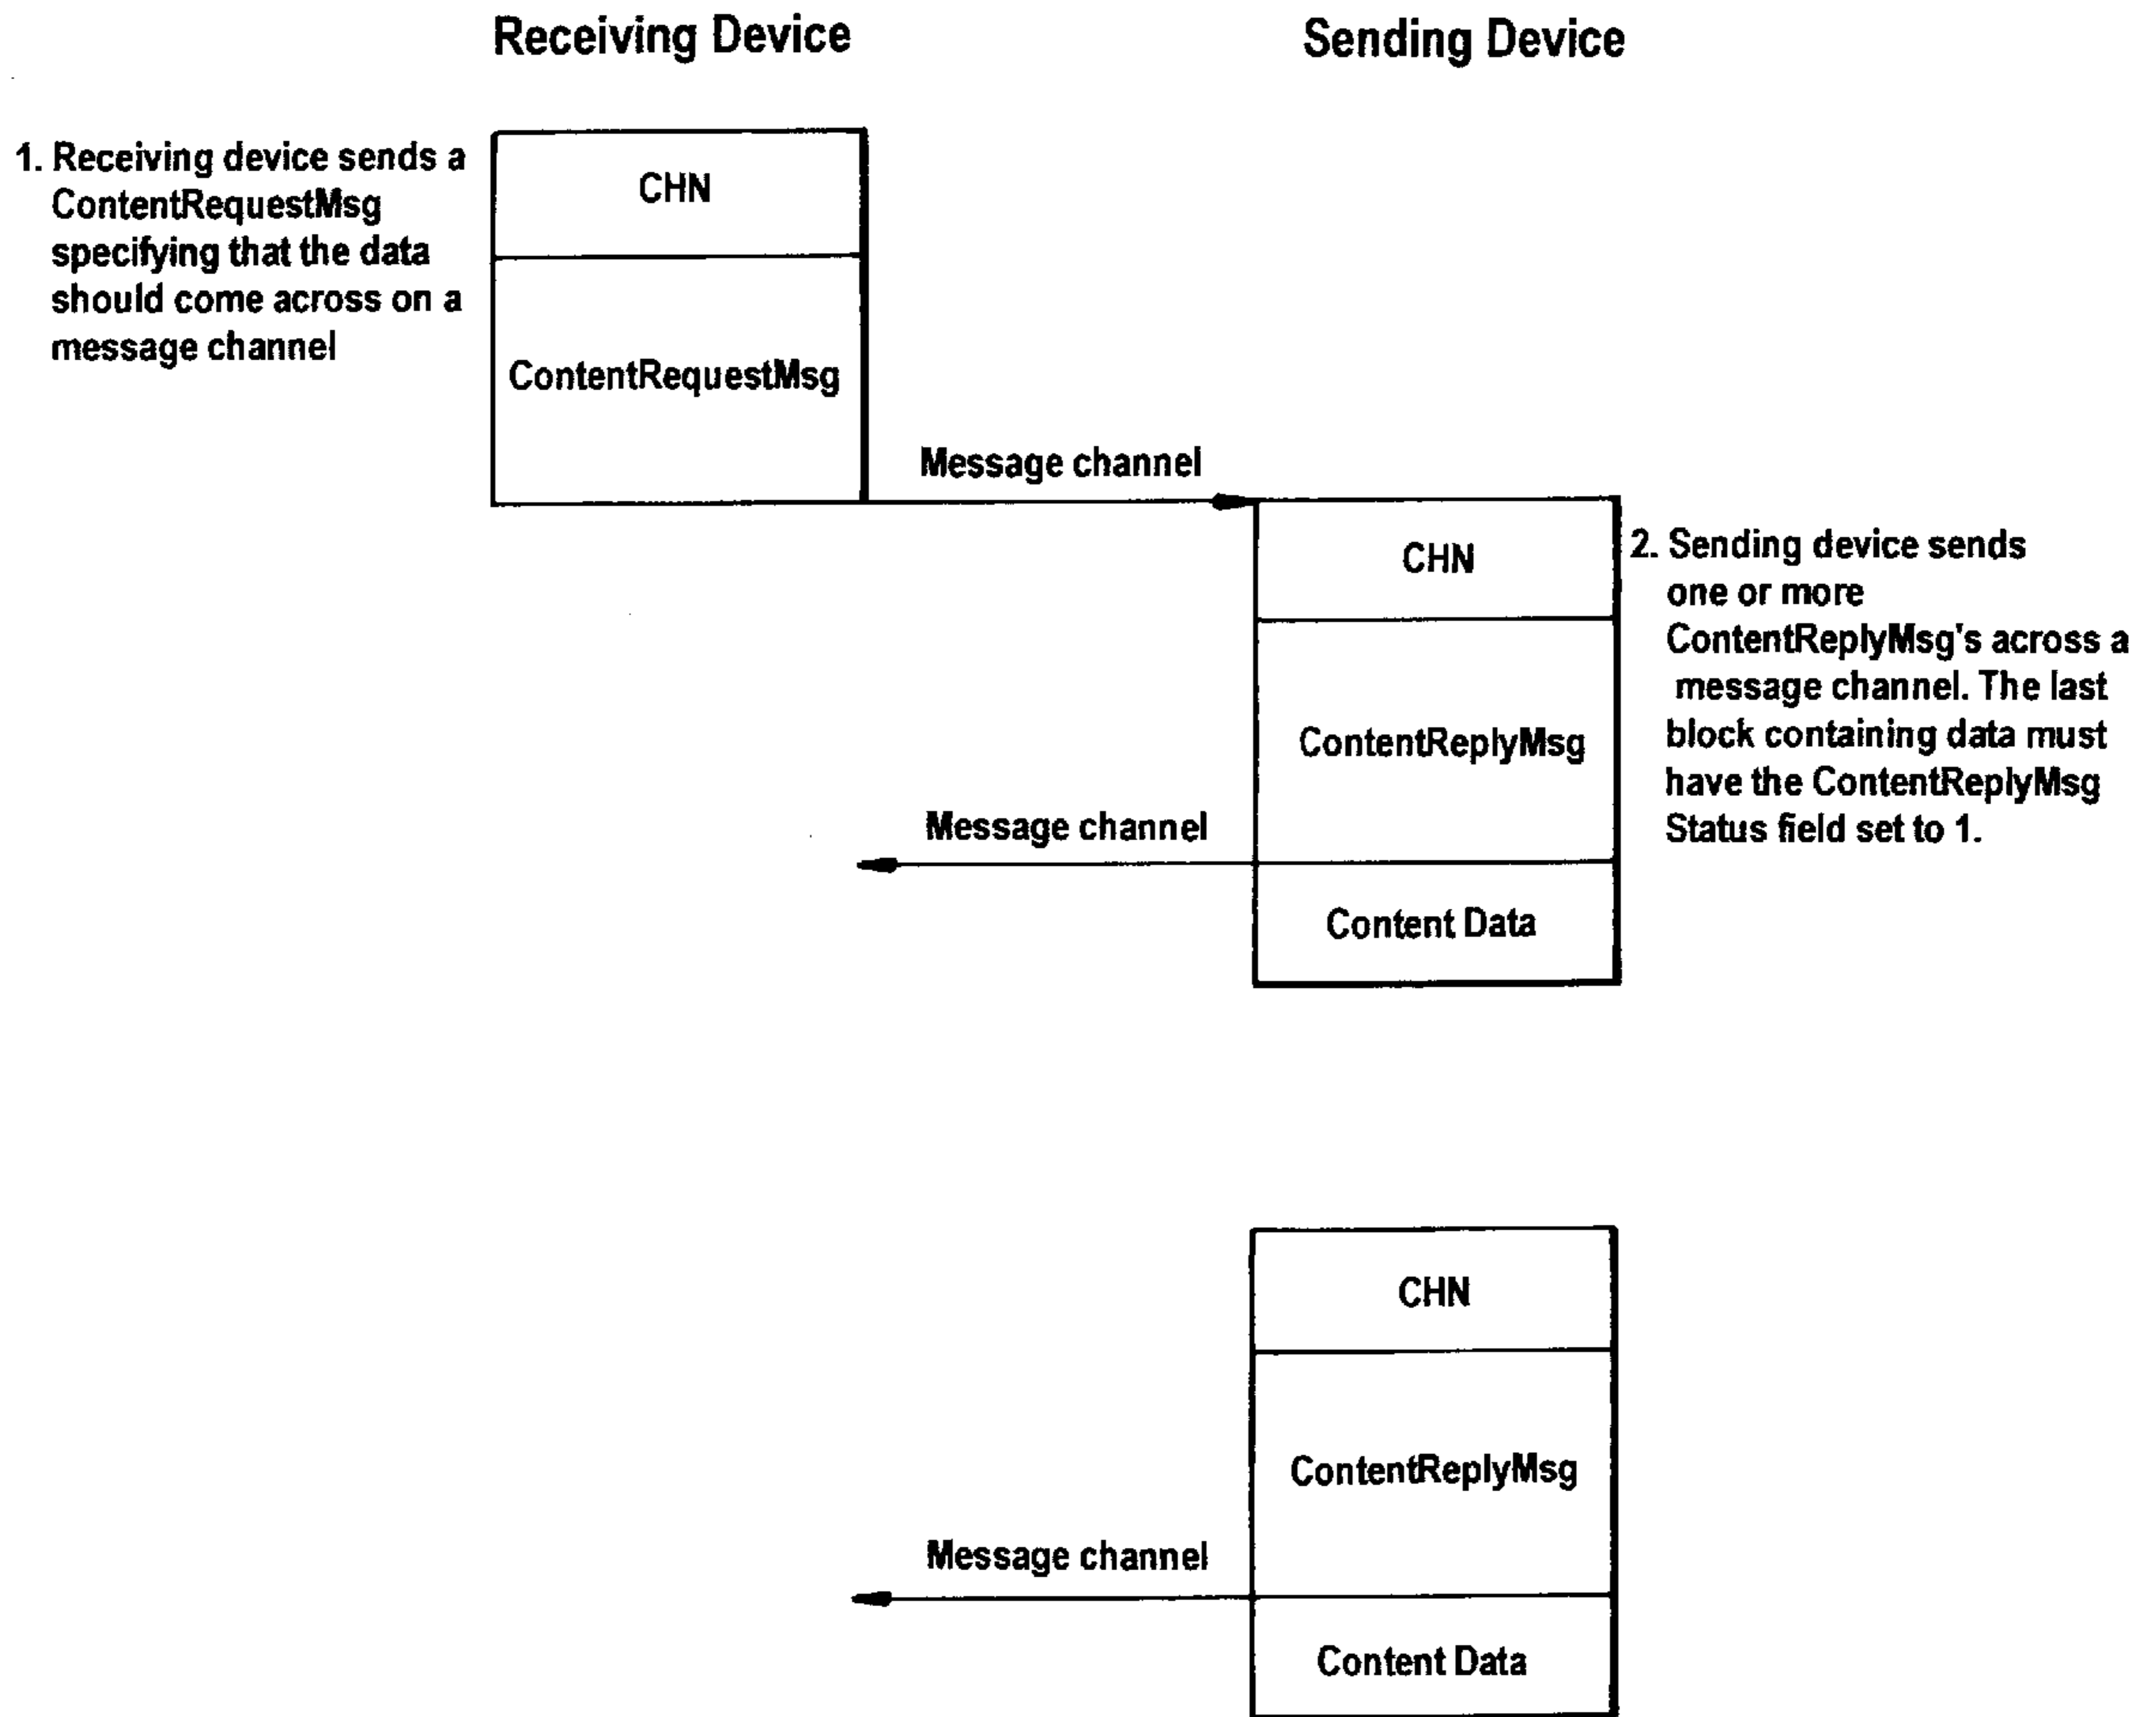 Receiving Device
Sending Device
1. Receiving device sends a
ContentRequestMsg
specifying that the data
should come across on a
message channel
CHN
ContentRequestMsg
Message channel
CHN
ContentReplyMsg
Message channel
Content Data
2. Sending device sends
one or more
ContentReplyMsg's across a
message channel. The last
block containing data must
have the ContentReplyMsg
Status field set to 1.
CHN
ContentReplyMsg
Message channel
Content Data